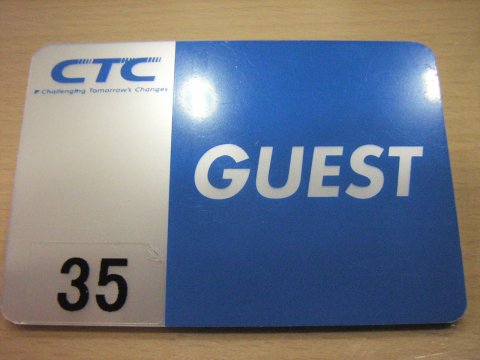 CTC
Challenging Tomorrow's Changes
GUEST
35